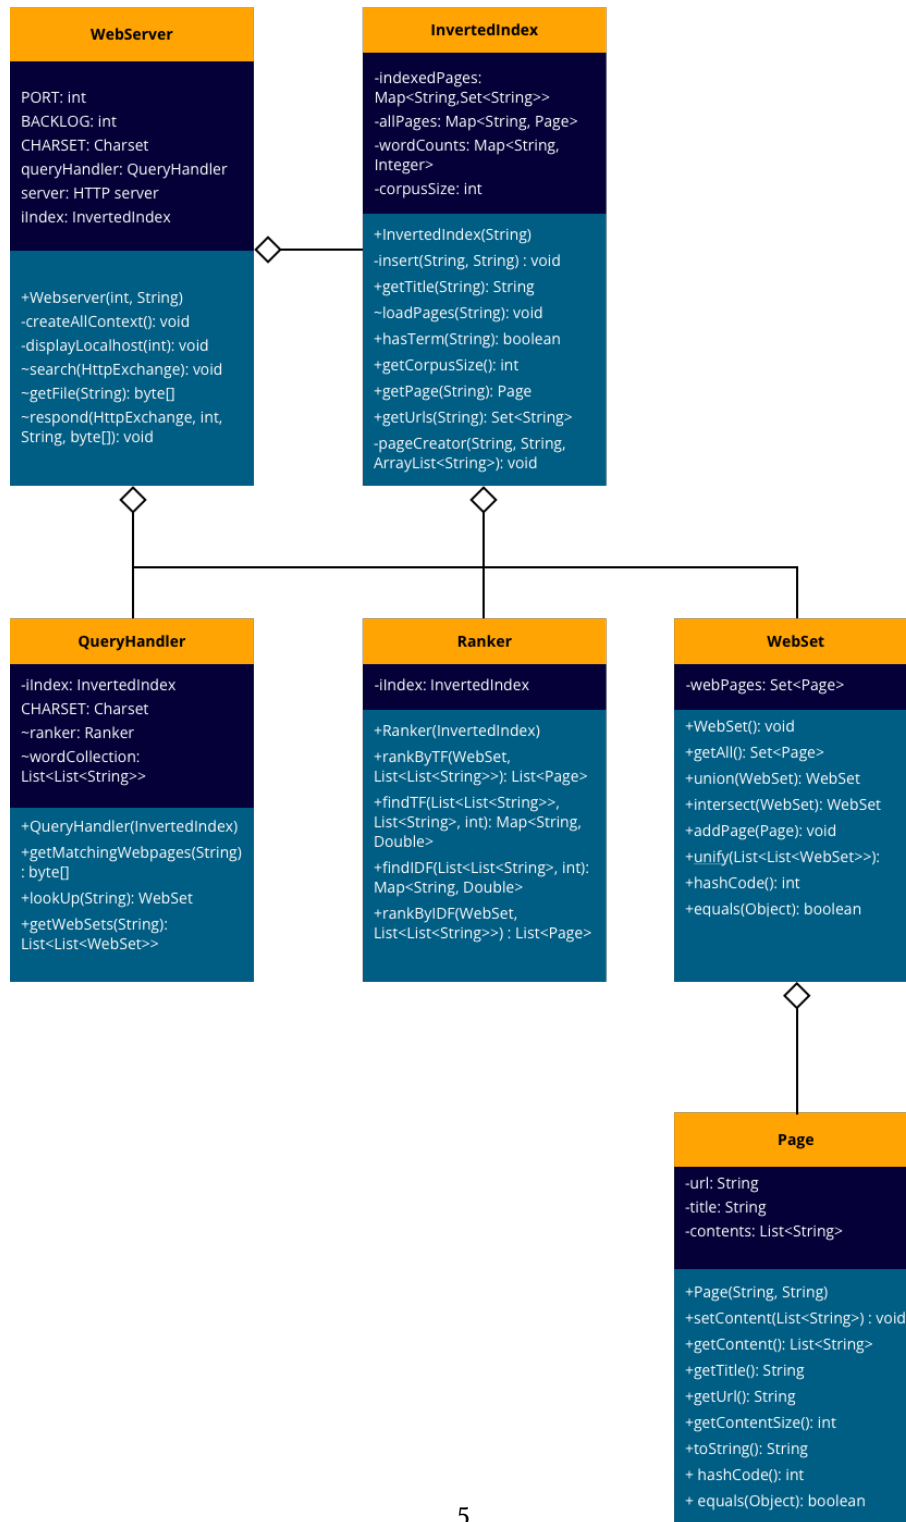 WebServer
PORT: int
BACKLOG: int
CHARSET: Charset
queryHandler: QueryHandler
server: HTTP server
iIndex: InvertedIndex
+Webserver(int, String)
-createAllContext(): void
-displayLocalhost(int): void
~search(HttpExchange): void
~getFile(String): byte[]
~respond(HttpExchange, int,
String, byte[]): void
InvertedIndex
-indexedPages:
Map<String,Set<String>>
-allPages: Map<String, Page>
-wordCounts: Map<String,
Integer>
-corpusSize: int
+InvertedIndex(String)
-insert(String, String) : void
+getTitle(String): String
~loadPages(String): void
+hasTerm(String): boolean
+getCorpusSize(): int
+getPage(String): Page
+getUrls(String): Set<String>
-pageCreator(String, String,
ArrayList<String>): void
QueryHandler
-iIndex: InvertedIndex
CHARSET: Charset
~ranker: Ranker
~wordCollection:
List<List<String>>
+QueryHandler(InvertedIndex)
+getMatchingWebpages(String)
: byte[]
+lookUp(String): WebSet
+getWebSets(String):
List<List<WebSet>>
Ranker
-iIndex: InvertedIndex
+Ranker(InvertedIndex)
+rankByTF(WebSet,
List<List<String>>): List<Page>
+findTF(List<List<String>>,
List<String>, int): Map<String,
Double>
+findIDF(List<List<String>, int):
Map<String, Double>
+rankByIDF(WebSet,
List<List<String>>) : List<Page>
WebSet
-webPages: Set<Page>
+WebSet(): void
+getAll(): Set<Page>
+union(WebSet): WebSet
+intersect(WebSet): WebSet
+addPage(Page): void
+unify(List<List<WebSet>>):
+hashCode(): int
+equals(Object): boolean
Page
-url: String
-title: String
-contents: List<String>
+Page(String, String)
+setContent(List<String>) : void
+getContent(): List<String>
+getTitle(): String
+getUrl(): String
+getContentSize(): int
+toString(): String
+ hashCode(): int
+ equals(Object): boolean
5